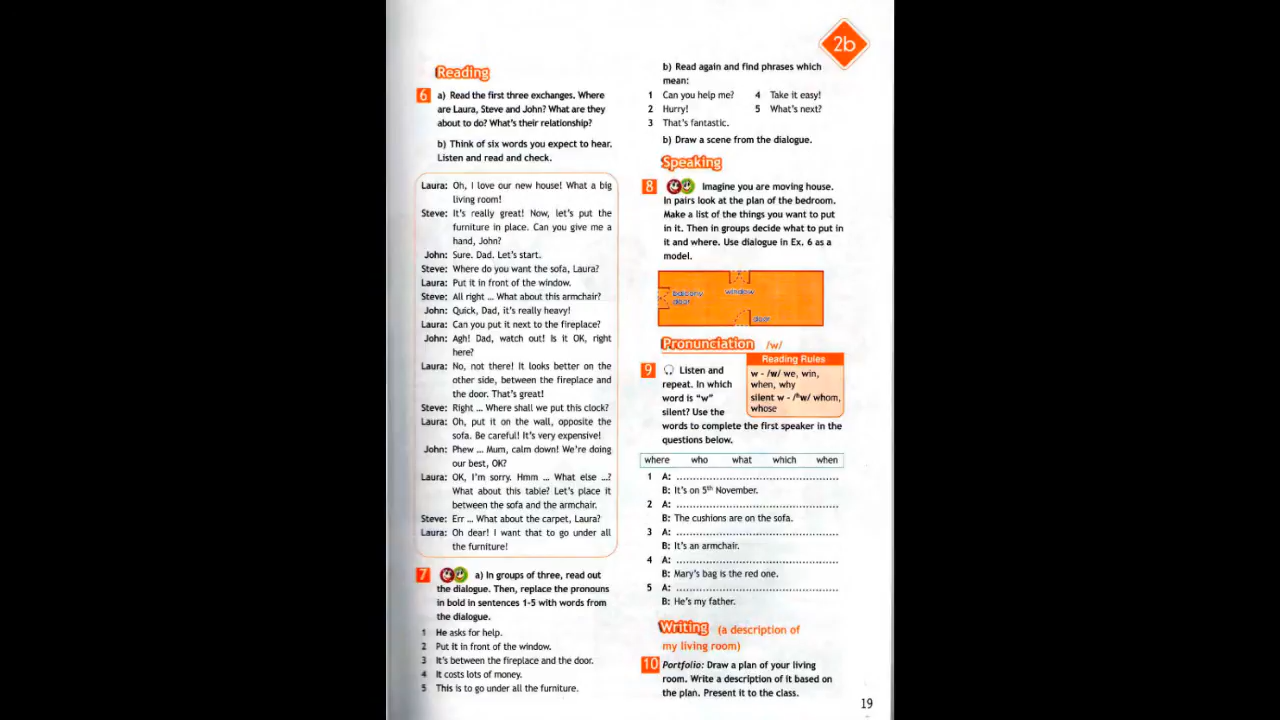 2b
Reading
6 a) Read the first three exchanges. Where
are Laura, Steve and John? What are they
about to do? What's their relationship?
b) Think of six words you expect to hear.
Listen and read and check.
Laura: Oh, I love our new house! What a big
living room!
Steve: It's really great! Now, let's put the
furniture in place. Can you give me a
hand, John?
John: Sure. Dad. Let's start.
Steve: Where do you want the sofa, Laura?
Laura: Put it in front of the window.
Steve: All right ... What about this armchair?
John: Quick, Dad, it's really heavy!
Laura: Can you put it next to the fireplace?
John: Agh! Dad, watch out! Is it OK, right
here?
Laura: No, not there! It looks better on the
other side, between the fireplace and
the door. That's great!
Steve: Right ... Where shall we put this clock?
Laura: Oh, put it on the wall, opposite the
sofa. Be careful! It's very expensive!
John: Phew ... Mum, calm down! We're doing
our best, OK?
Laura: OK, I'm sorry. Hmm ... What else ...?
What about this table? Let's place it
between the sofa and the armchair.
Steve: Err ... What about the carpet, Laura?
Laura: Oh dear! I want that to go under all
the furniture!
7 a) In groups of three, read out
the dialogue. Then, replace the pronouns
in bold in sentences 1-5 with words from
the dialogue.
1 He asks for help.
2 Put it in front of the window.
3 It's between the fireplace and the door.
4 It costs lots of money.
5 This is to go under all the furniture.
b) Read again and find phrases which
mean:
1 Can you help me? 4 Take it easy!
2 Hurry! 5 What's next?
3 That's fantastic.
b) Draw a scene from the dialogue.
Speaking
8 Imagine you are moving house.
In pairs look at the plan of the bedroom.
Make a list of the things you want to put
in it. Then in groups decide what to put in
it and where. Use dialogue in Ex. 6 as a
model.
balcony
door
window
door
Pronunciation /w/
9 Listen and
repeat. In which
word is "w"
silent? Use the
words to complete the first speaker in the
questions below.
Reading Rules
w - /w/ we, win,
when, why
silent w - /*w/ whom,
whose
where who what which when
1 A: ..........................................
B: It's on 5th November.
2 A: ..........................................
B: The cushions are on the sofa.
3 A: ..........................................
B: It's an armchair.
4 A: ..........................................
B: Mary's bag is the red one.
5 A: ..........................................
B: He's my father.
Writing (a description of
my living room)
10 Portfolio: Draw a plan of your living
room. Write a description of it based on
the plan. Present it to the class.
19